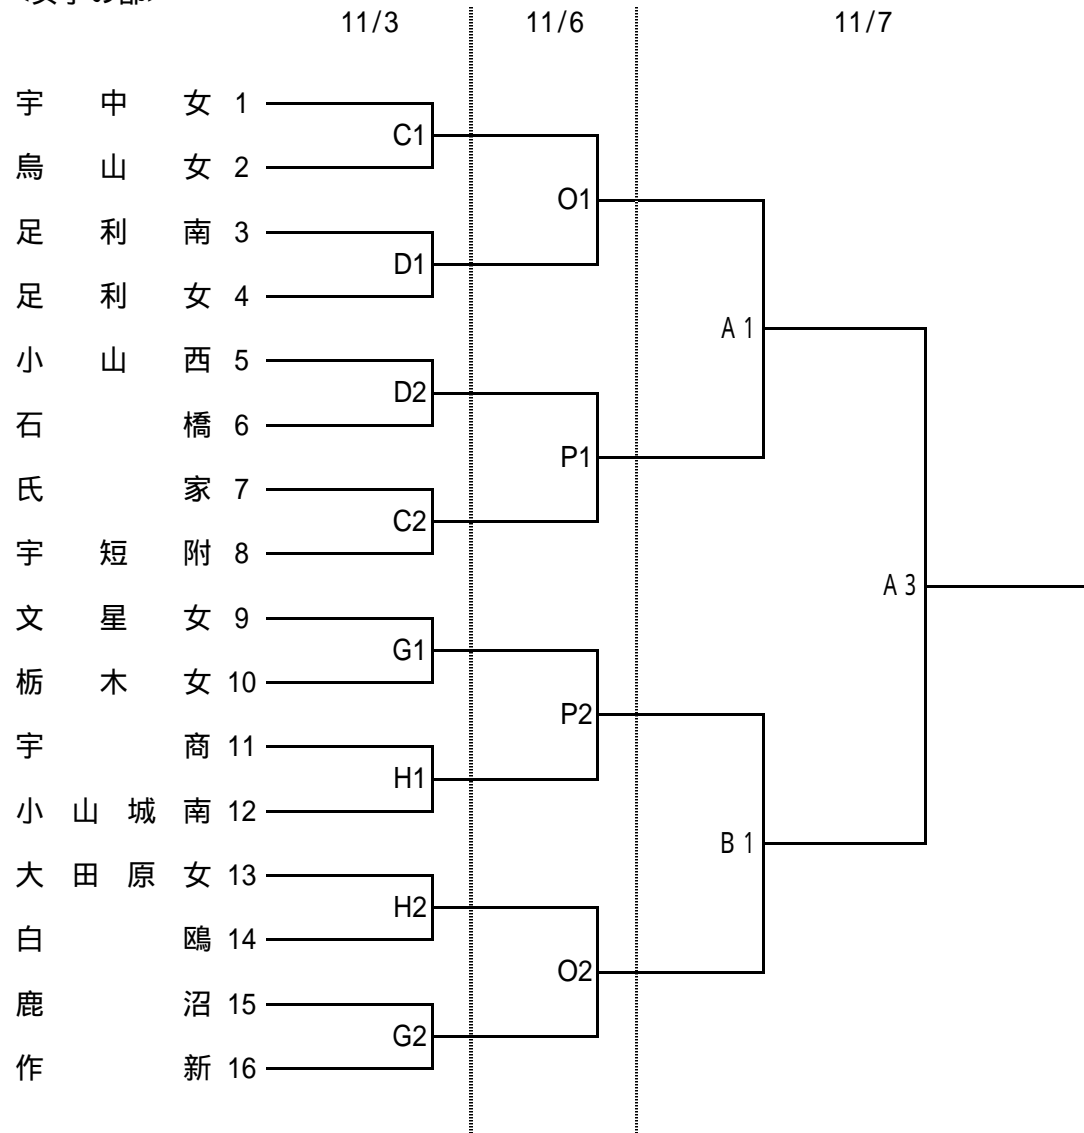 11/3 11/6 11/7
宇中女 1
C1
烏山女 2
O1
足利南 3
D1
足利女 4
A 1
小山西 5
D2
石橋 6
P1
氏家 7
C2
宇短附 8
A 3
文星女 9
G1
栃木女 10
P2
宇商 11
H1
小山城南 12
B 1
大田原女 13
H2
白鴎 14
O2
鹿沼 15
G2
作新 16